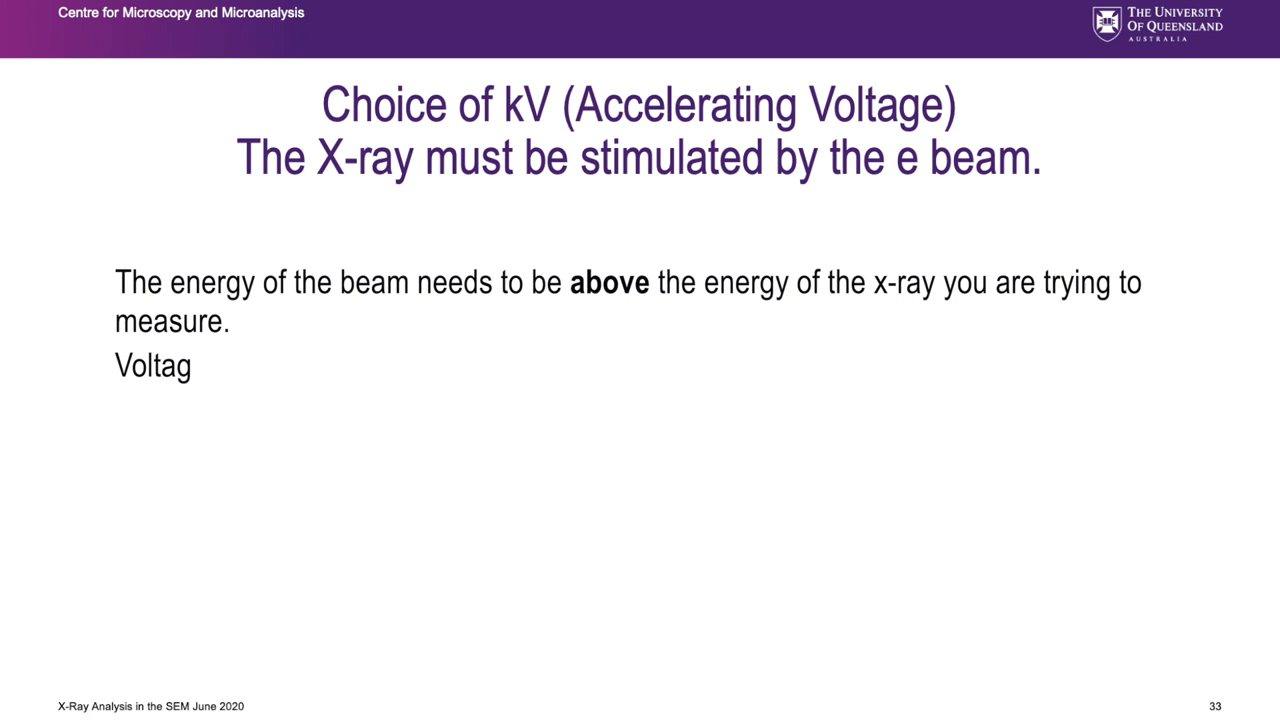 Centre for Microscopy and Microanalysis
THE UNIVERSITY
OF QUEENSLAND
AUSTRALIA
Choice of kV (Accelerating Voltage)
The X-ray must be stimulated by the e beam.
The energy of the beam needs to be above the energy of the x-ray you are trying to
measure.
Voltag
X-Ray Analysis in the SEM June 2020
33